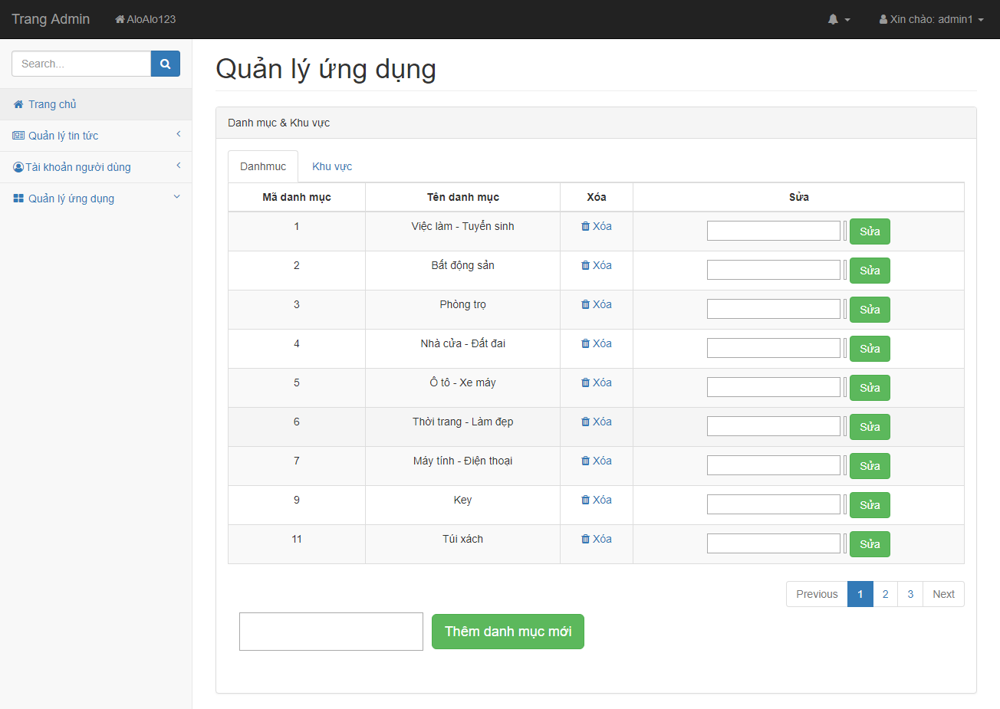 Trang Admin AloAlo123 Xin chào: admin1
Search...
Trang chủ
Quản lý tin tức
Tài khoản người dùng
Quản lý ứng dụng
Quản lý ứng dụng
Danh mục & Khu vực
Danhmuc Khu vực
Mã danh mục Tên danh mục Xóa Sửa
1 Việc làm - Tuyển sinh Xóa Sửa
2 Bất động sản Xóa Sửa
3 Phòng trọ Xóa Sửa
4 Nhà cửa - Đất đai Xóa Sửa
5 Ô tô - Xe máy Xóa Sửa
6 Thời trang - Làm đẹp Xóa Sửa
7 Máy tính - Điện thoại Xóa Sửa
9 Key Xóa Sửa
11 Túi xách Xóa Sửa
Previous 1 2 3 Next
Thêm danh mục mới